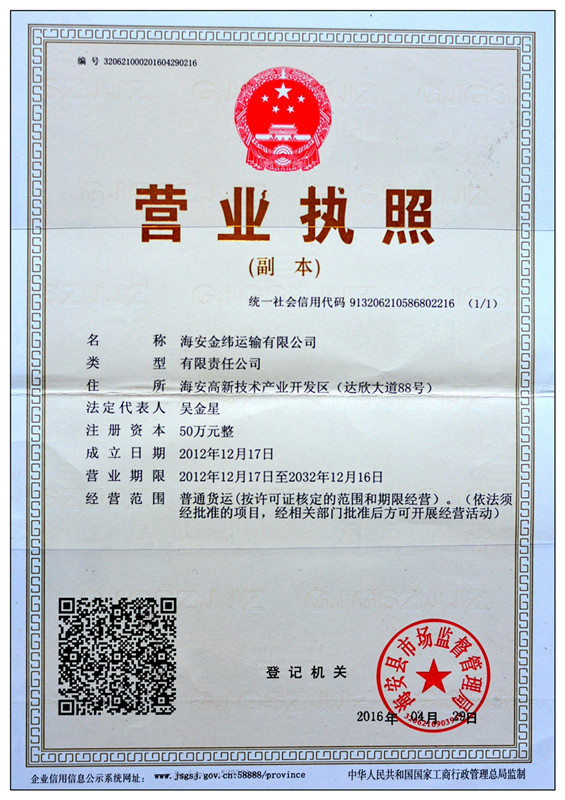 编 号 320621000201604290216
营业执照
(副 本)
统一社会信用代码 913206210586802216 (1/1)
名 称 海安金纬运输有限公司
类 型 有限责任公司
住 所 海安高新技术产业开发区（达欣大道88号）
法定代表人 吴金星
注册资本 50万元整
成立日期 2012年12月17日
营业期限 2012年12月17日至2032年12月16日
经营范围 普通货运(按许可证核定的范围和期限经营）。（依法须
经批准的项目，经相关部门批准后方可开展经营活动）
海安县市场监督管理局
登记机关
2016年 04月 29日
企业信用信息公示系统网址： www.jsgsj.gov.cn:58888/province
中华人民共和国国家工商行政管理总局监制